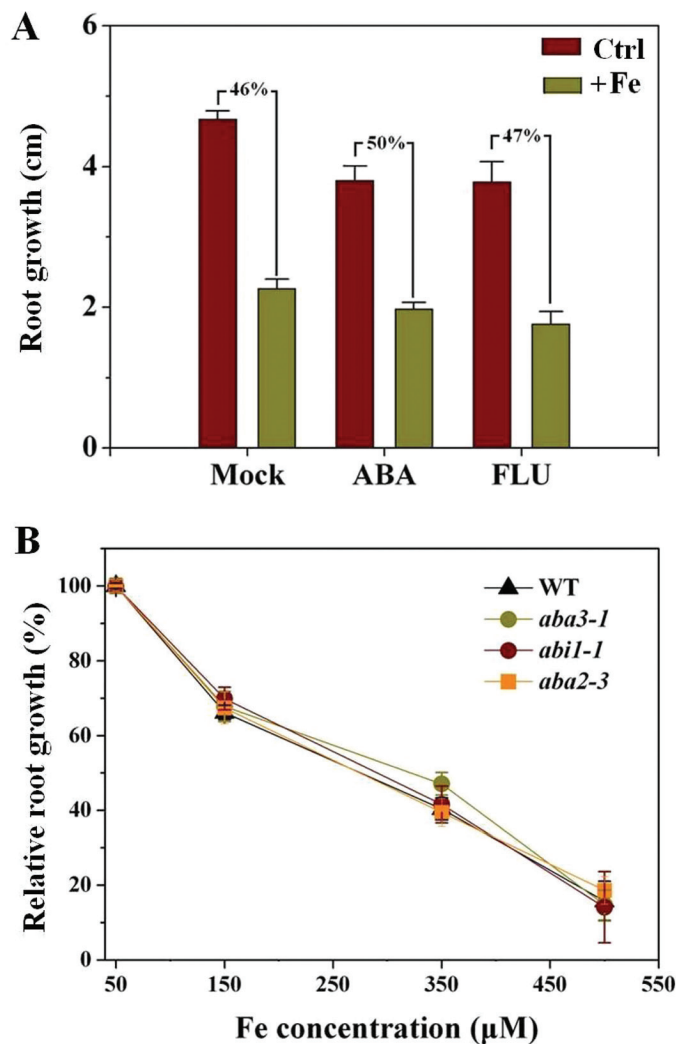 A
Root growth (cm)
6
4
2
0
Ctrl
+Fe
46%
50%
47%
Mock ABA FLU
B
Relative root growth (%)
100
80
60
40
20
0
WT
aba3-1
abi1-1
aba2-3
50 150 250 350 450 550
Fe concentration (µM)